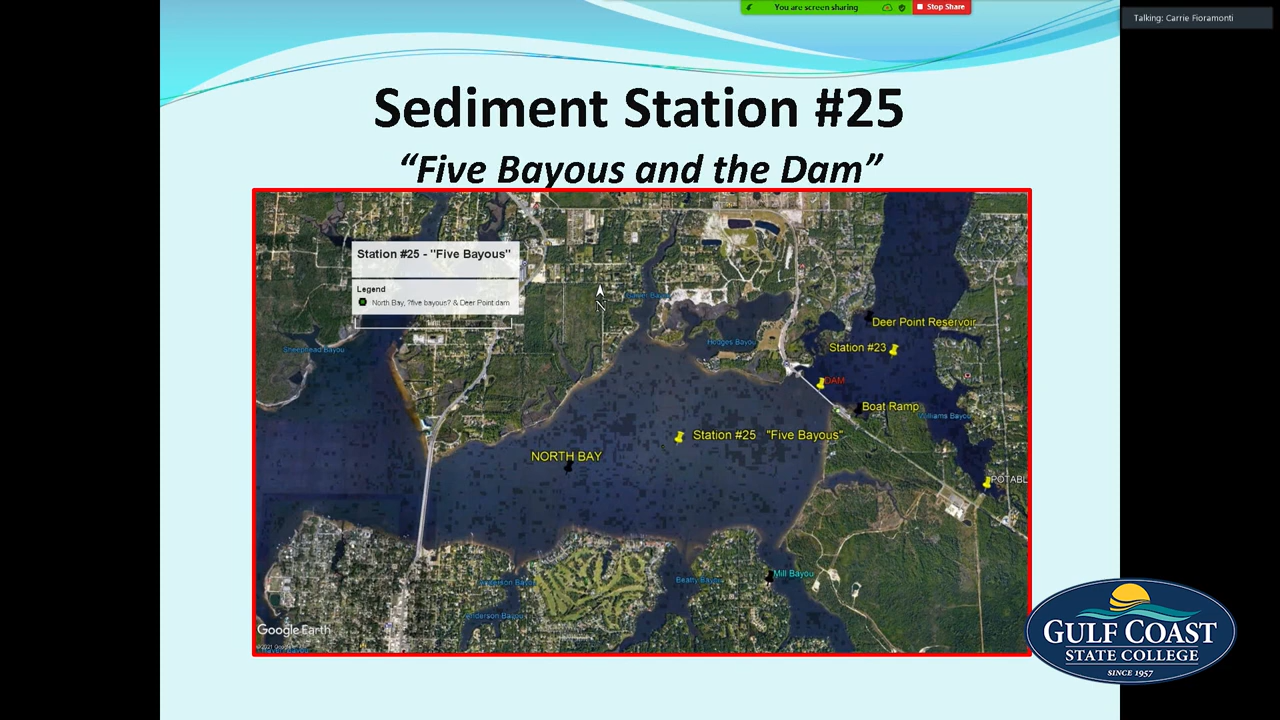 You are screen sharing
Stop Share
Talking: Carrie Fioramonti
Sediment Station #25
“Five Bayous and the Dam”
Station #25 - "Five Bayous"
Legend
North Bay, ?five bayous? & Deer Point dam
Sheephead Bayou
Hodges Bayou
Deer Point Reservoir
Station #23
DAM
Boat Ramp
Williams Bayou
Station #25 "Five Bayous"
NORTH BAY
POTABL
Mill Bayou
Beatty Bayou
Anderson Bayou
Anderson Bayou
Google Earth
GULF COAST
STATE COLLEGE
SINCE 1957